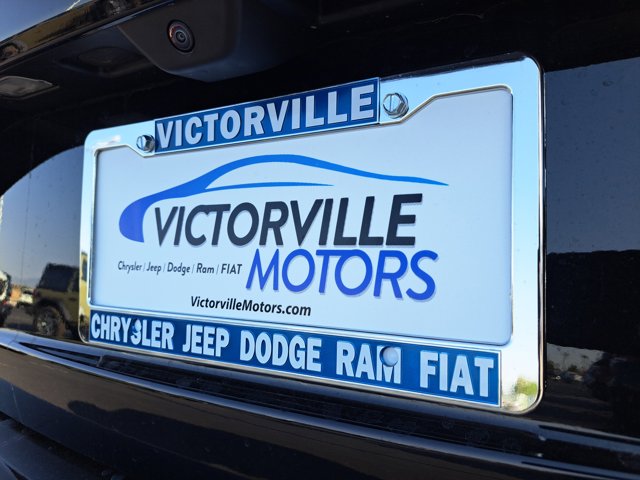 VICTORVILLE
VICTORVILLE
Chrysler | Jeep | Dodge | Ram | FIAT MOTORS
VictorvilleMotors.com
CHRYSLER JEEP DODGE RAM FIAT